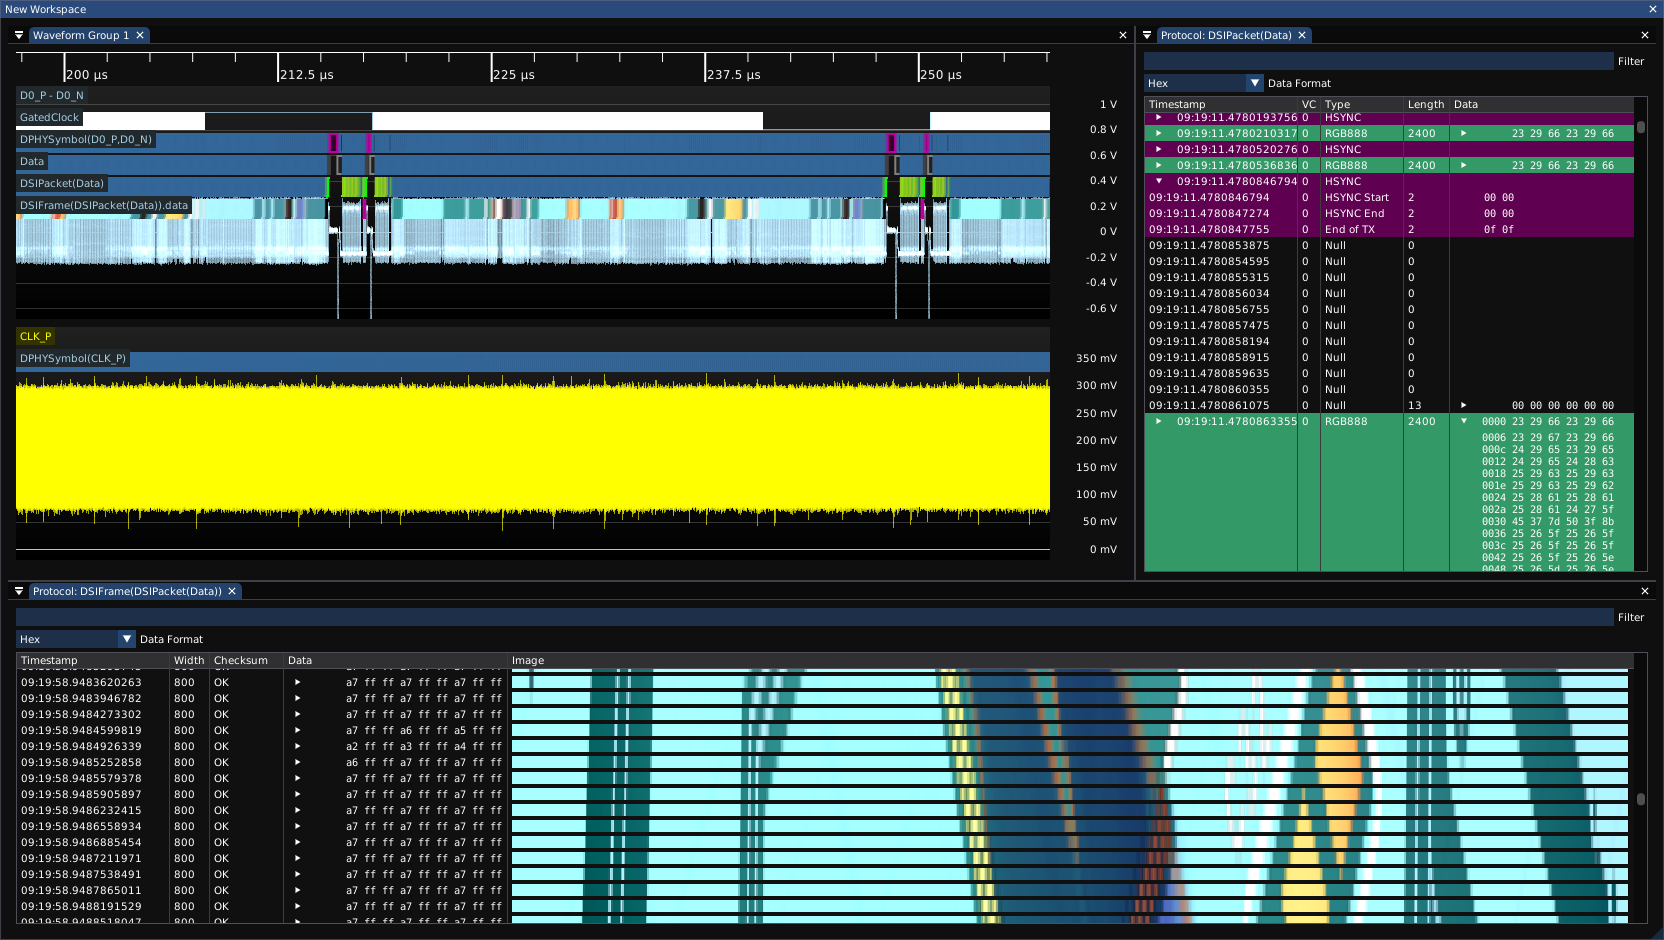 New Workspace
Waveform Group 1
200 µs 212.5 µs 225 µs 237.5 µs 250 µs
D0_P - D0_N
GatedClock
DPHYSymbol(D0_P,D0_N)
Data
DSIPacket(Data)
DSIFrame(DSIPacket(Data)).data
1 V
0.8 V
0.6 V
0.4 V
0.2 V
0 V
-0.2 V
-0.4 V
-0.6 V
CLK_P
DPHYSymbol(CLK_P)
350 mV
300 mV
250 mV
200 mV
150 mV
100 mV
50 mV
0 mV
Protocol: DSIPacket(Data)
Filter
Hex Data Format
Timestamp VC Type Length Data
09:19:11.4780193756 0 HSYNC
09:19:11.4780210317 0 RGB888 2400 23 29 66 23 29 66
09:19:11.4780520276 0 HSYNC
09:19:11.4780536836 0 RGB888 2400 23 29 66 23 29 66
09:19:11.4780846794 0 HSYNC
09:19:11.4780846794 0 HSYNC Start 2 00 00
09:19:11.4780847274 0 HSYNC End 2 00 00
09:19:11.4780847755 0 End of TX 2 0f 0f
09:19:11.4780853875 0 Null 0
09:19:11.4780854595 0 Null 0
09:19:11.4780855315 0 Null 0
09:19:11.4780856034 0 Null 0
09:19:11.4780856755 0 Null 0
09:19:11.4780857475 0 Null 0
09:19:11.4780858194 0 Null 0
09:19:11.4780858915 0 Null 0
09:19:11.4780859635 0 Null 0
09:19:11.4780860355 0 Null 0
09:19:11.4780861075 0 Null 13 00 00 00 00 00 00
09:19:11.4780863355 0 RGB888 2400 0000 23 29 66 23 29 66
0006 23 29 67 23 29 66
000c 24 29 65 23 29 65
0012 24 29 65 24 28 63
0018 25 29 63 25 29 63
001e 25 29 63 25 29 62
0024 25 28 61 25 28 61
002a 25 28 61 24 27 5f
0030 45 37 7d 50 3f 8b
0036 25 26 5f 25 26 5f
003c 25 26 5f 25 26 5f
0042 25 26 5f 25 26 5e
0048 25 26 5d 25 26 5e
Protocol: DSIFrame(DSIPacket(Data))
Filter
Hex Data Format
Timestamp Width Checksum Data Image
09:19:58.9483620263 800 OK a7 ff ff a7 ff ff a7 ff ff
09:19:58.9483946782 800 OK a7 ff ff a7 ff ff a7 ff ff
09:19:58.9484273302 800 OK a7 ff ff a7 ff ff a7 ff ff
09:19:58.9484599819 800 OK a7 ff ff a6 ff ff a5 ff ff
09:19:58.9484926339 800 OK a2 ff ff a3 ff ff a4 ff ff
09:19:58.9485252858 800 OK a6 ff ff a7 ff ff a7 ff ff
09:19:58.9485579378 800 OK a7 ff ff a7 ff ff a7 ff ff
09:19:58.9485905897 800 OK a7 ff ff a7 ff ff a7 ff ff
09:19:58.9486232415 800 OK a7 ff ff a7 ff ff a7 ff ff
09:19:58.9486558934 800 OK a7 ff ff a7 ff ff a7 ff ff
09:19:58.9486885454 800 OK a7 ff ff a7 ff ff a7 ff ff
09:19:58.9487211971 800 OK a7 ff ff a7 ff ff a7 ff ff
09:19:58.9487538491 800 OK a7 ff ff a7 ff ff a7 ff ff
09:19:58.9487865011 800 OK a7 ff ff a7 ff ff a7 ff ff
09:19:58.9488191529 800 OK a7 ff ff a7 ff ff a7 ff ff
09:19:58.9488518047 800 OK a7 ff ff a7 ff ff a7 ff ff